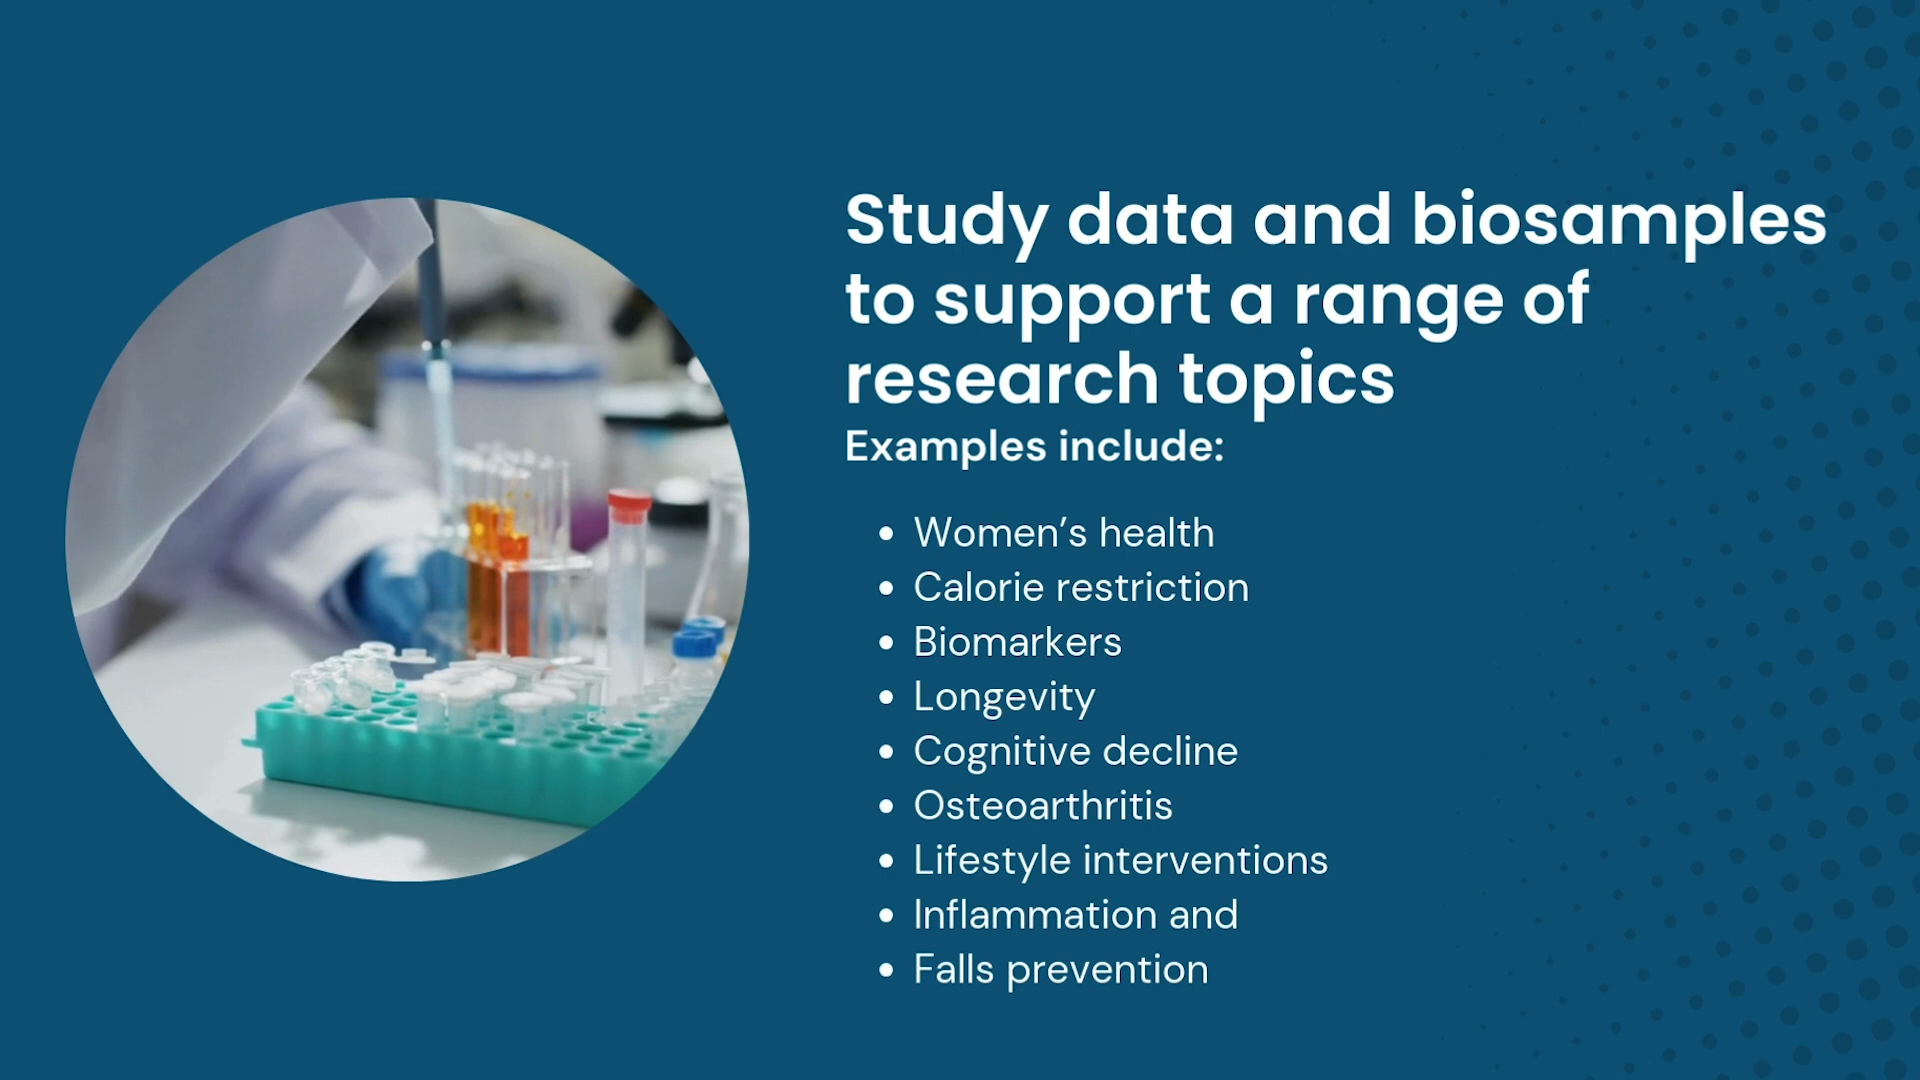 Study data and biosamples
to support a range of
research topics
Examples include:
• Women’s health
• Calorie restriction
• Biomarkers
• Longevity
• Cognitive decline
• Osteoarthritis
• Lifestyle interventions
• Inflammation and
• Falls prevention